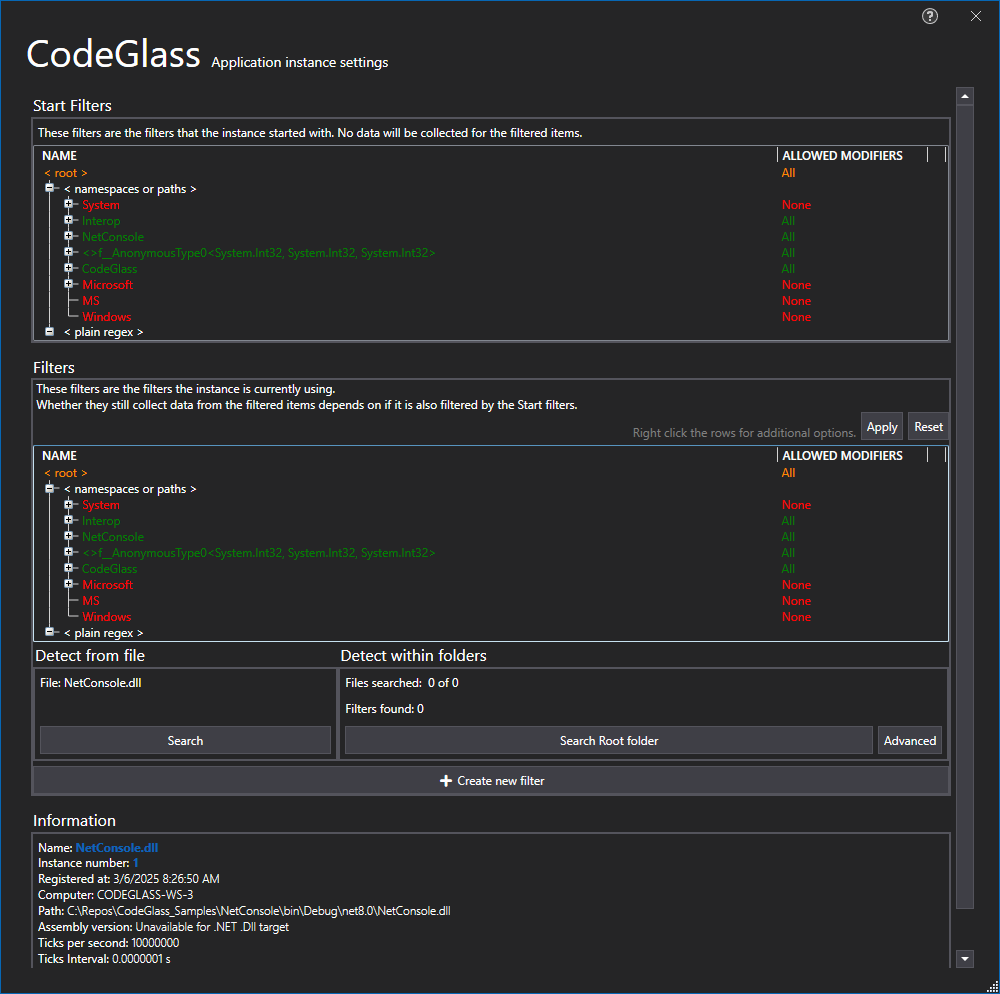 CodeGlass Application instance settings
Start Filters
These filters are the filters that the instance started with. No data will be collected for the filtered items.
NAME ALLOWED MODIFIERS
< root > All
< namespaces or paths >
System None
Interop All
NetConsole All
<>f__AnonymousType0<System.Int32, System.Int32, System.Int32> All
CodeGlass All
Microsoft None
MS None
Windows None
< plain regex >
Filters
These filters are the filters the instance is currently using.
Whether they still collect data from the filtered items depends on if it is also filtered by the Start filters.
Right click the rows for additional options. Apply Reset
NAME ALLOWED MODIFIERS
< root > All
< namespaces or paths >
System None
Interop All
NetConsole All
<>f__AnonymousType0<System.Int32, System.Int32, System.Int32> All
CodeGlass All
Microsoft None
MS None
Windows None
< plain regex >
Detect from file
File: NetConsole.dll
Search
Detect within folders
Files searched: 0 of 0
Filters found: 0
Search Root folder Advanced
Create new filter
Information
Name: NetConsole.dll
Instance number: 1
Registered at: 3/6/2025 8:26:50 AM
Computer: CODEGLASS-WS-3
Path: C:\Repos\CodeGlass_Samples\NetConsole\bin\Debug\net8.0\NetConsole.dll
Assembly version: Unavailable for .NET .Dll target
Ticks per second: 10000000
Ticks Interval: 0.0000001 s